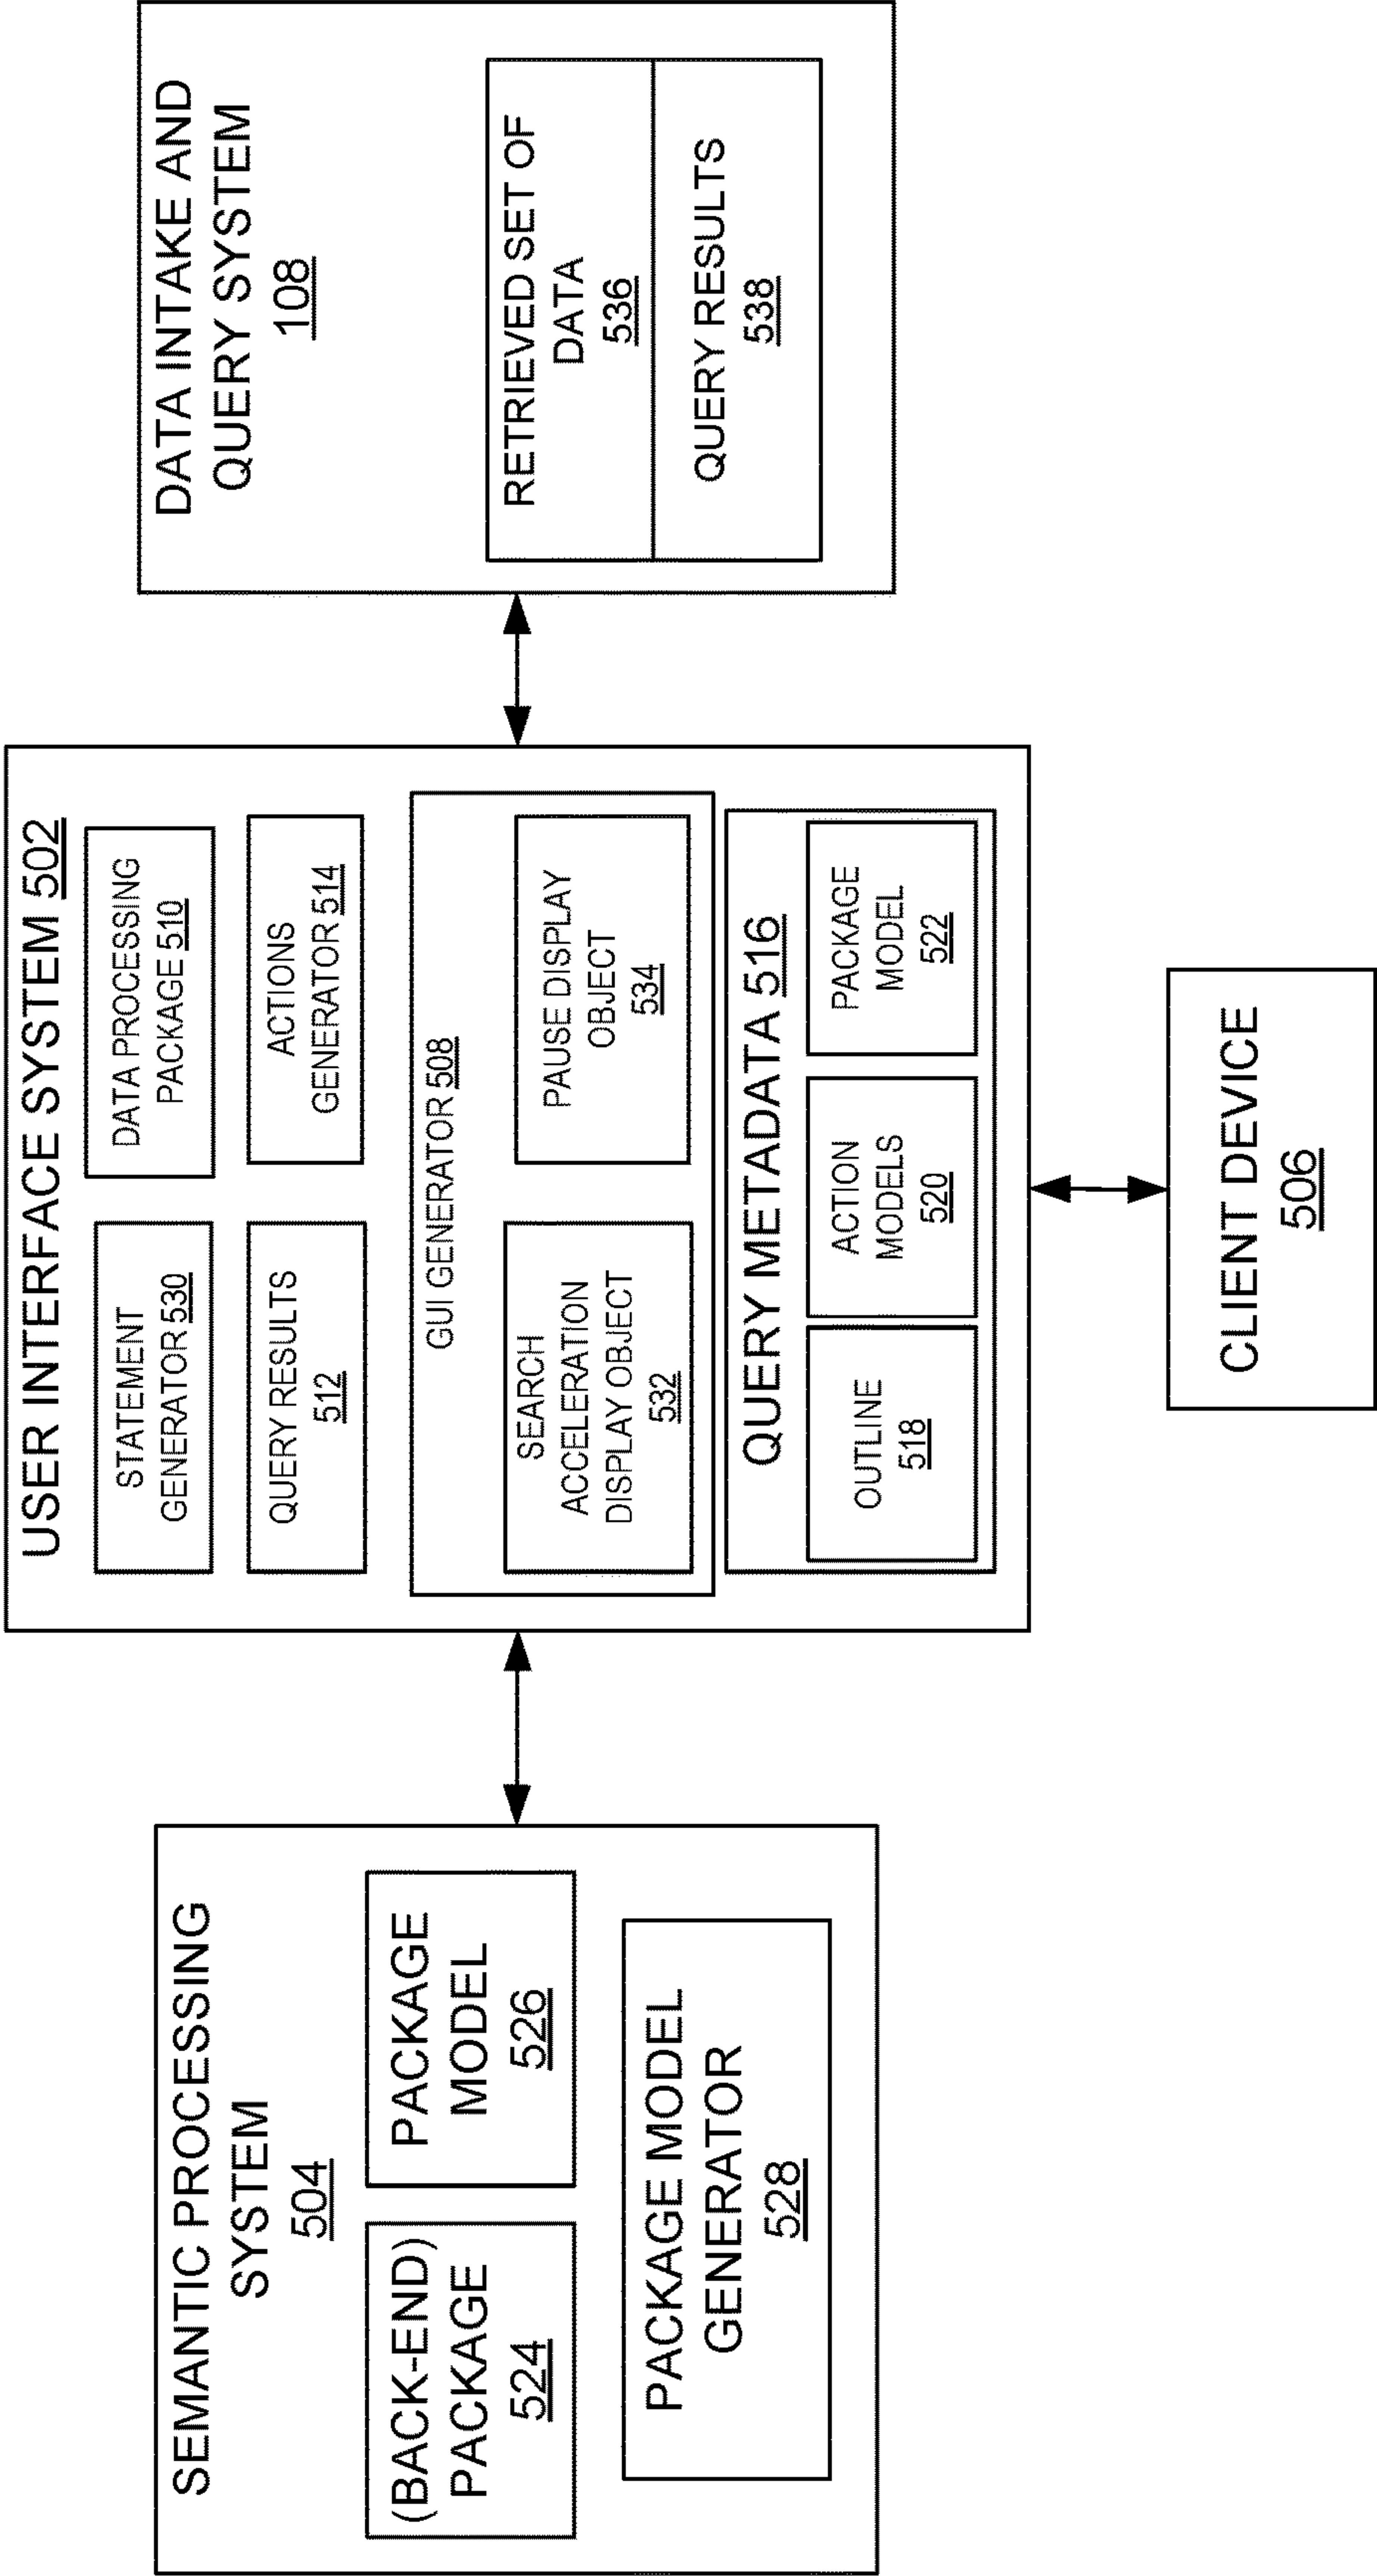 SEMANTIC PROCESSING
SYSTEM
504
(BACK-END)
PACKAGE
524
PACKAGE
MODEL
526
PACKAGE MODEL
GENERATOR
528
USER INTERFACE SYSTEM 502
STATEMENT
GENERATOR 530
DATA PROCESSING
PACKAGE 510
QUERY RESULTS
512
ACTIONS
GENERATOR 514
GUI GENERATOR 508
SEARCH
ACCELERATION
DISPLAY OBJECT
532
PAUSE DISPLAY
OBJECT
534
QUERY METADATA 516
OUTLINE
518
ACTION
MODELS
520
PACKAGE
MODEL
522
CLIENT DEVICE
506
DATA INTAKE AND
QUERY SYSTEM
108
RETRIEVED SET OF
DATA
536
QUERY RESULTS
538